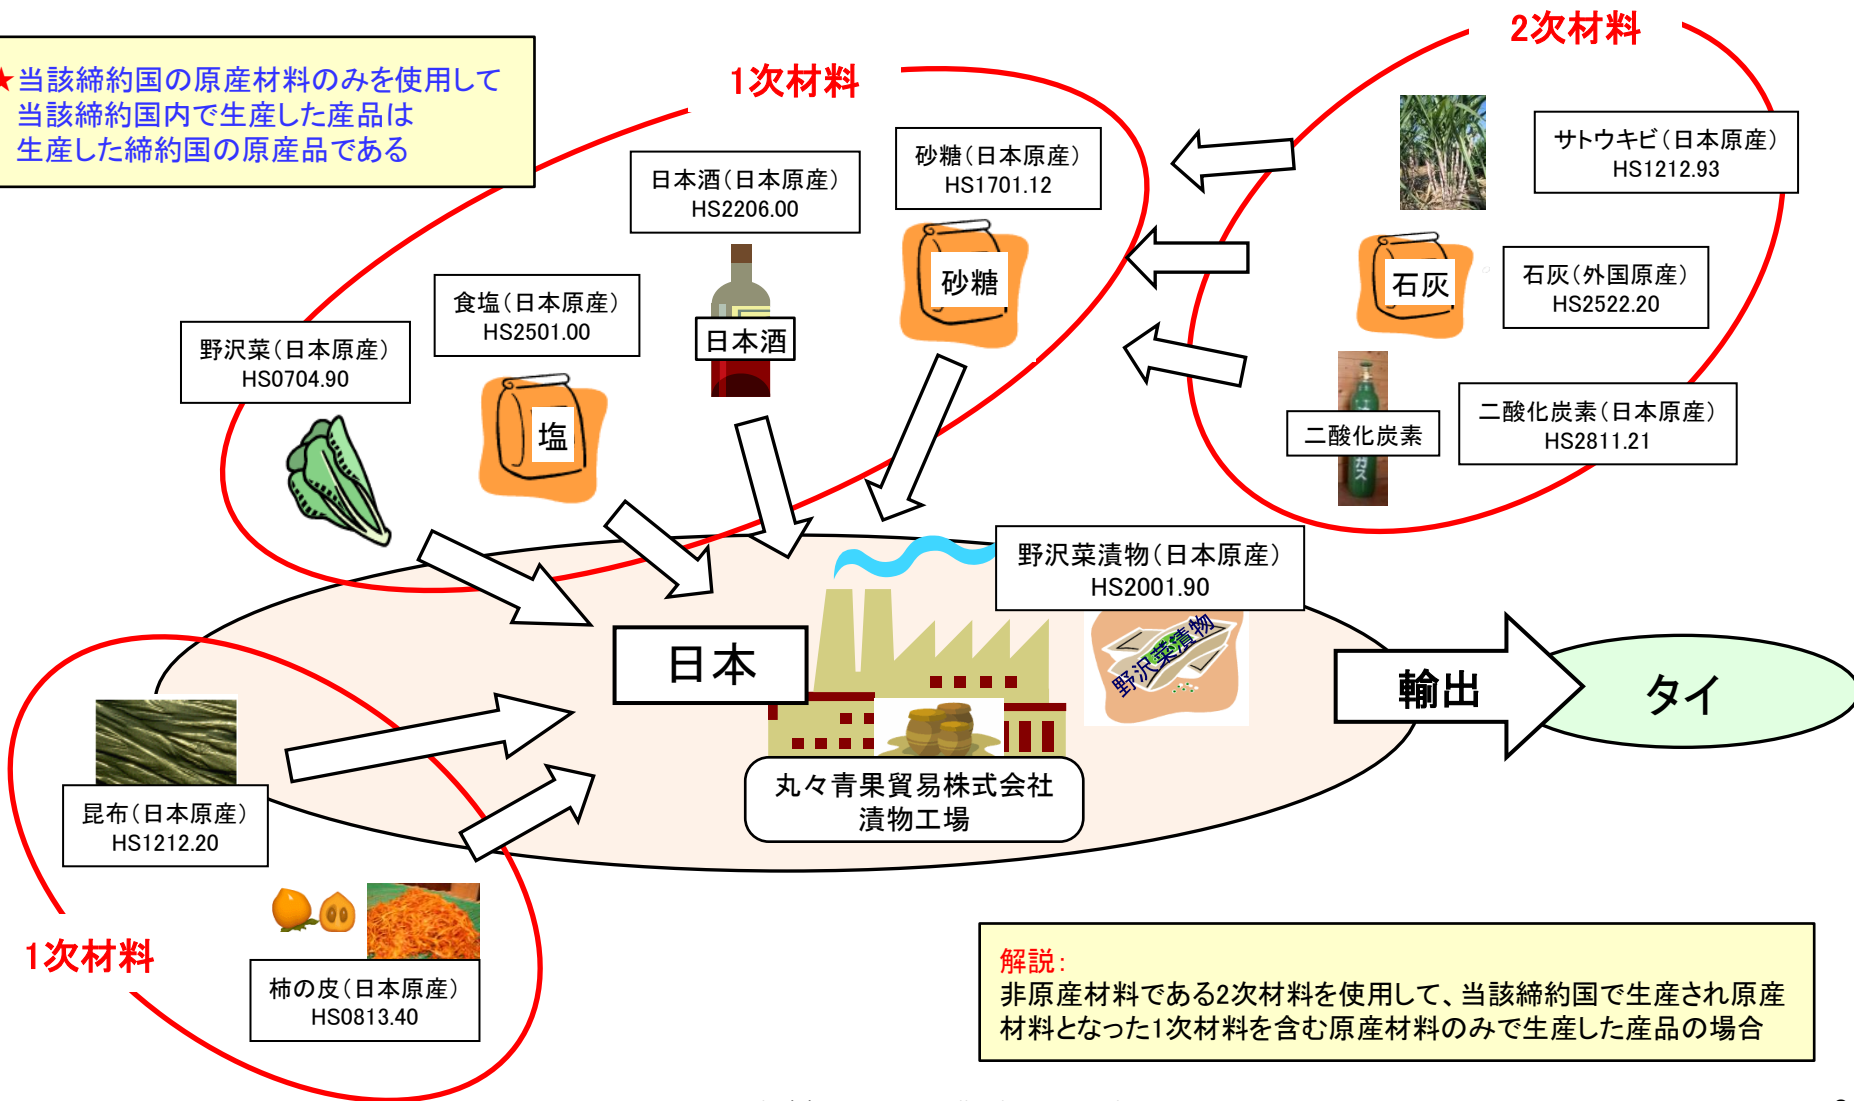 ★当該締約国の原産材料のみを使用して
当該締約国内で生産した産品は
生産した締約国の原産品である
1次材料
2次材料
砂糖（日本原産）
HS1701.12
日本酒（日本原産）
HS2206.00
食塩（日本原産）
HS2501.00
野沢菜（日本原産）
HS0704.90
砂糖
日本酒
塩
サトウキビ（日本原産）
HS1212.93
石灰
石灰（外国原産）
HS2522.20
二酸化炭素
二酸化炭素（日本原産）
HS2811.21
ガス
野沢菜漬物（日本原産）
HS2001.90
野沢菜漬物
日本
輸出
タイ
丸々青果貿易株式会社
漬物工場
昆布（日本原産）
HS1212.20
1次材料
柿の皮（日本原産）
HS0813.40
解説：
非原産材料である2次材料を使用して、当該締約国で生産され原産
材料となった1次材料を含む原産材料のみで生産した産品の場合